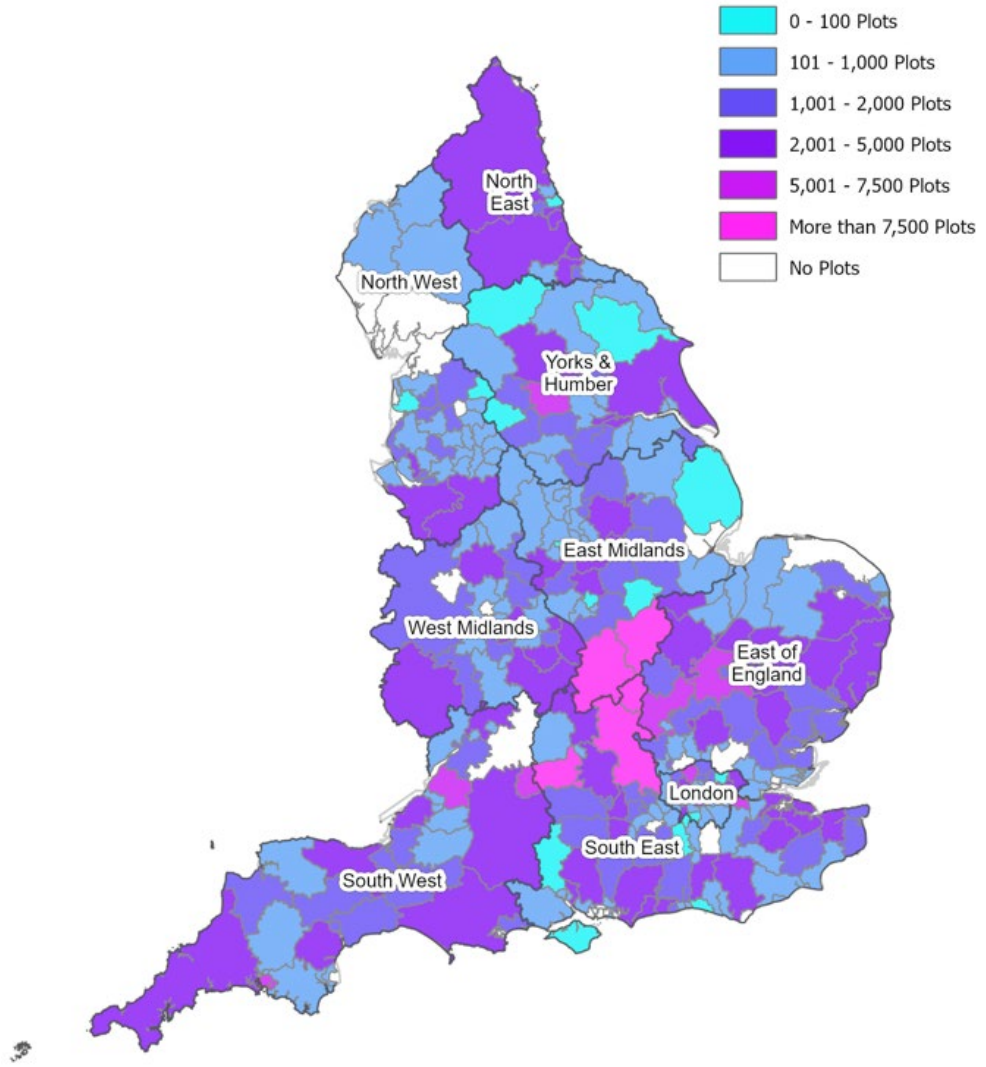 0 - 100 Plots
101 - 1,000 Plots
1,001 - 2,000 Plots
2,001 - 5,000 Plots
5,001 - 7,500 Plots
More than 7,500 Plots
No Plots
North
East
North West
Yorks &
Humber
East Midlands
West Midlands
East of
England
London
South East
South West